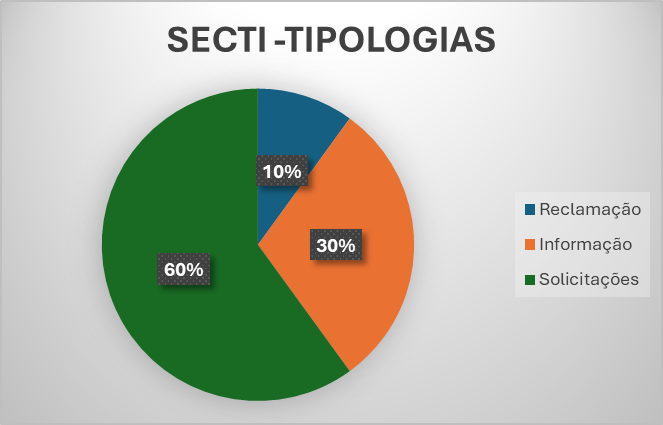 SECTI -TIPOLOGIAS
10%
30%
60%
Reclamação
Informação
Solicitações